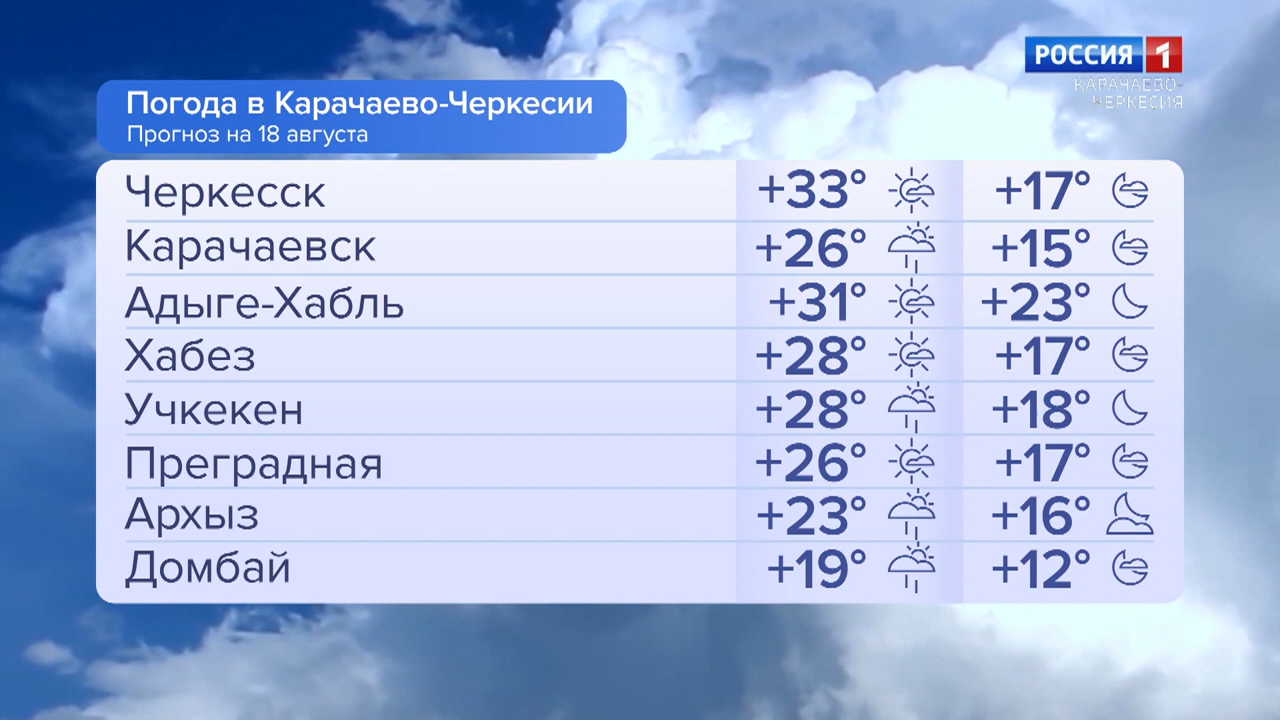 РОССИЯ 1
КАРАЧАЕВО-
ЧЕРКЕСИЯ
Погода в Карачаево-Черкесии
Прогноз на 18 августа
Черкесск +33° +17°
Карачаевск +26° +15°
Адыге-Хабль +31° +23°
Хабез +28° +17°
Учкекен +28° +18°
Преградная +26° +17°
Архыз +23° +16°
Домбай +19° +12°